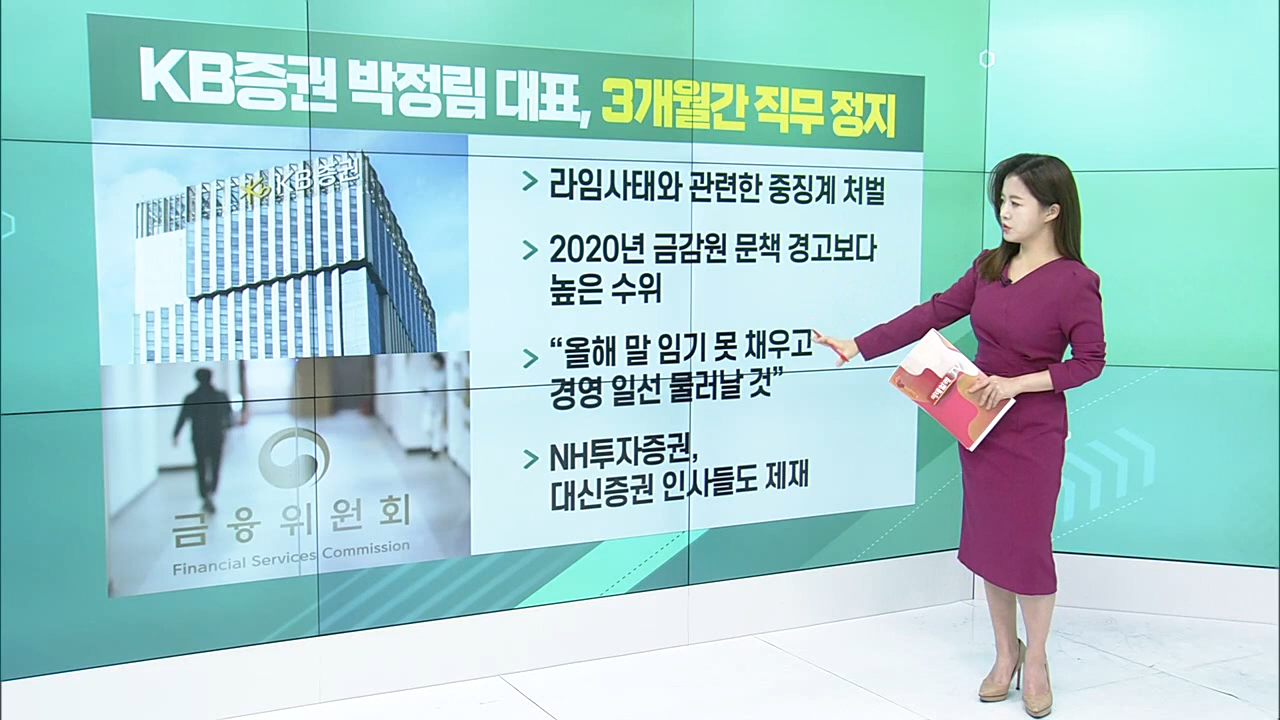 KB증권 박정림 대표, 3개월간 직무 정지
KB증권
> 라임사태와 관련한 중징계 처벌
> 2020년 금감원 문책 경고보다
높은 수위
> “올해 말 임기 못 채우고
경영 일선 물러날 것”
> NH투자증권,
대신증권 인사들도 제재
금융위원회
Financial Services Commission